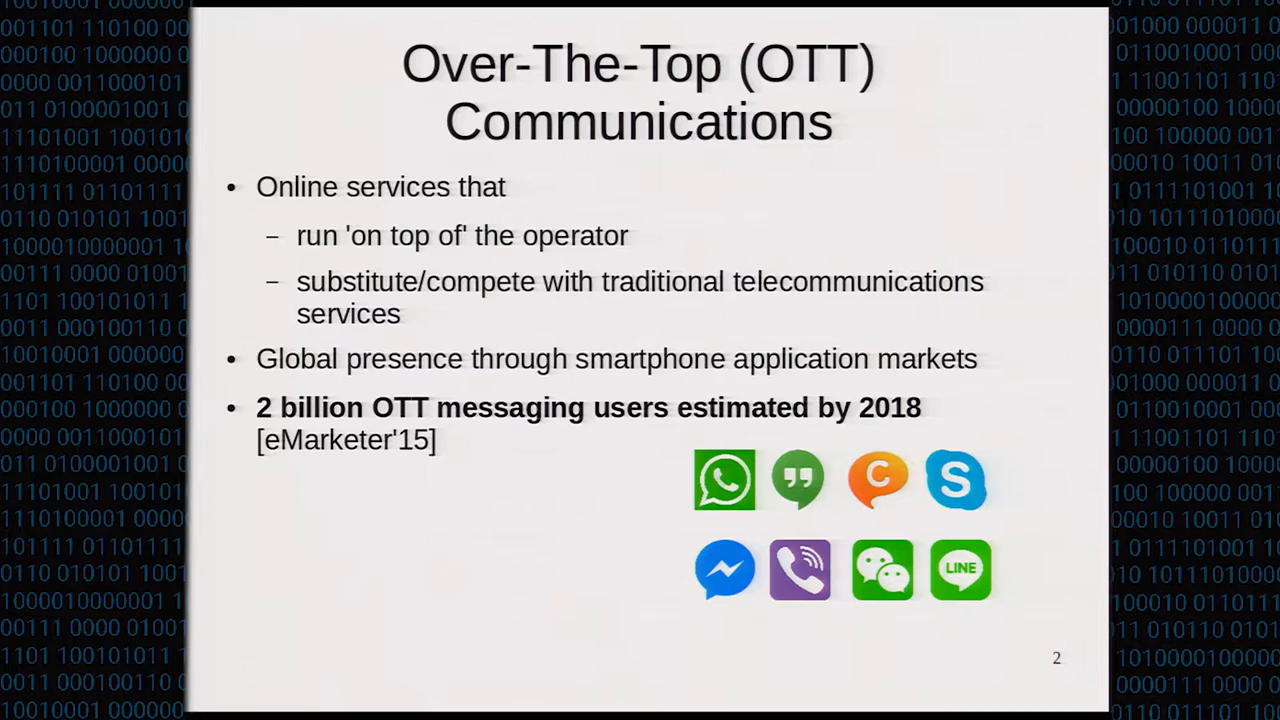 Over-The-Top (OTT)
Communications
• Online services that
– run 'on top of' the operator
– substitute/compete with traditional telecommunications
services
• Global presence through smartphone application markets
• 2 billion OTT messaging users estimated by 2018
[eMarketer'15]
C
S
LINE
2